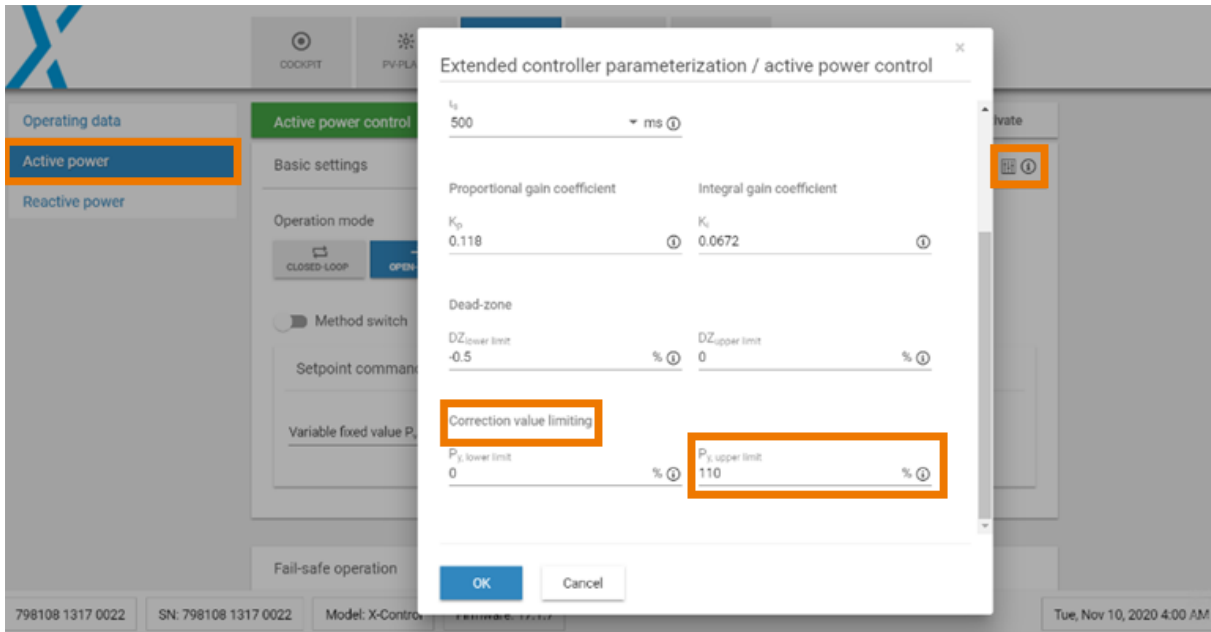 COCKPIT
PV-PLA
Operating data
Active power
Reactive power
Active power control
ivate
Basic settings
Operation mode
CLOSED-LOOP
OPEN-
Method switch
Setpoint command
Variable fixed value P
Fail-safe operation
Extended controller parameterization / active power control
×
500 ms
Proportional gain coefficient
Integral gain coefficient
Kp
0.118
Ki
0.0672
Dead-zone
DZlower limit
-0.5 %
DZupper limit
0 %
Correction value limiting
Py, lower limit
0 %
Py, upper limit
110 %
OK
Cancel
798108 1317 0022
SN: 798108 1317 0022
Model: X-Control
Firmware: 17.1.7
Tue, Nov 10, 2020 4:00 AM